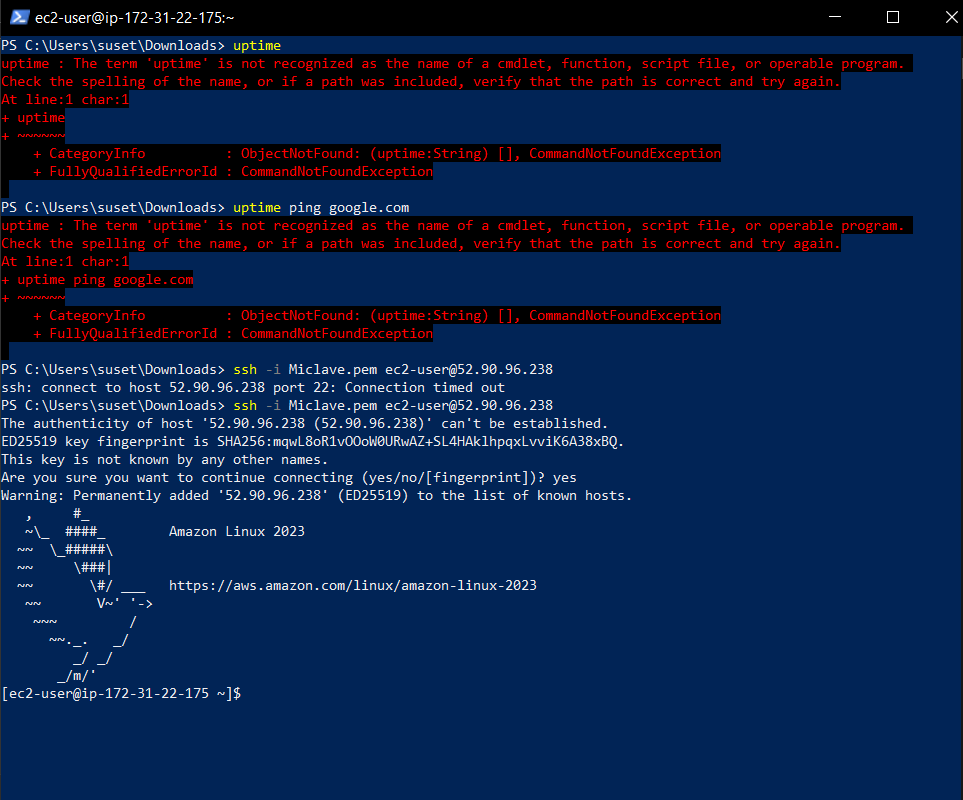 ec2-user@ip-172-31-22-175:~
PS C:\Users\suset\Downloads> uptime
uptime : The term 'uptime' is not recognized as the name of a cmdlet, function, script file, or operable program.
Check the spelling of the name, or if a path was included, verify that the path is correct and try again.
At line:1 char:1
+ uptime
+ ~~~~~~
    + CategoryInfo          : ObjectNotFound: (uptime:String) [], CommandNotFoundException
    + FullyQualifiedErrorId : CommandNotFoundException
PS C:\Users\suset\Downloads> uptime ping google.com
uptime : The term 'uptime' is not recognized as the name of a cmdlet, function, script file, or operable program.
Check the spelling of the name, or if a path was included, verify that the path is correct and try again.
At line:1 char:1
+ uptime ping google.com
+ ~~~~~~
    + CategoryInfo          : ObjectNotFound: (uptime:String) [], CommandNotFoundException
    + FullyQualifiedErrorId : CommandNotFoundException
PS C:\Users\suset\Downloads> ssh -i Miclave.pem ec2-user@52.90.96.238
ssh: connect to host 52.90.96.238 port 22: Connection timed out
PS C:\Users\suset\Downloads> ssh -i Miclave.pem ec2-user@52.90.96.238
The authenticity of host '52.90.96.238 (52.90.96.238)' can't be established.
ED25519 key fingerprint is SHA256:mqwL8oR1vOOoW0URwAZ+SL4HAklhpqxLvviK6A38xBQ.
This key is not known by any other names.
Are you sure you want to continue connecting (yes/no/[fingerprint])? yes
Warning: Permanently added '52.90.96.238' (ED25519) to the list of known hosts.
   ,     #_
   ~\_  ####_        Amazon Linux 2023
  ~~  \_#####\
  ~~     \###|
  ~~       \#/ ___   https://aws.amazon.com/linux/amazon-linux-2023
   ~~       V~' '->
    ~~~         /
      ~~._.   _/
         _/ _/
       _/m/'
[ec2-user@ip-172-31-22-175 ~]$